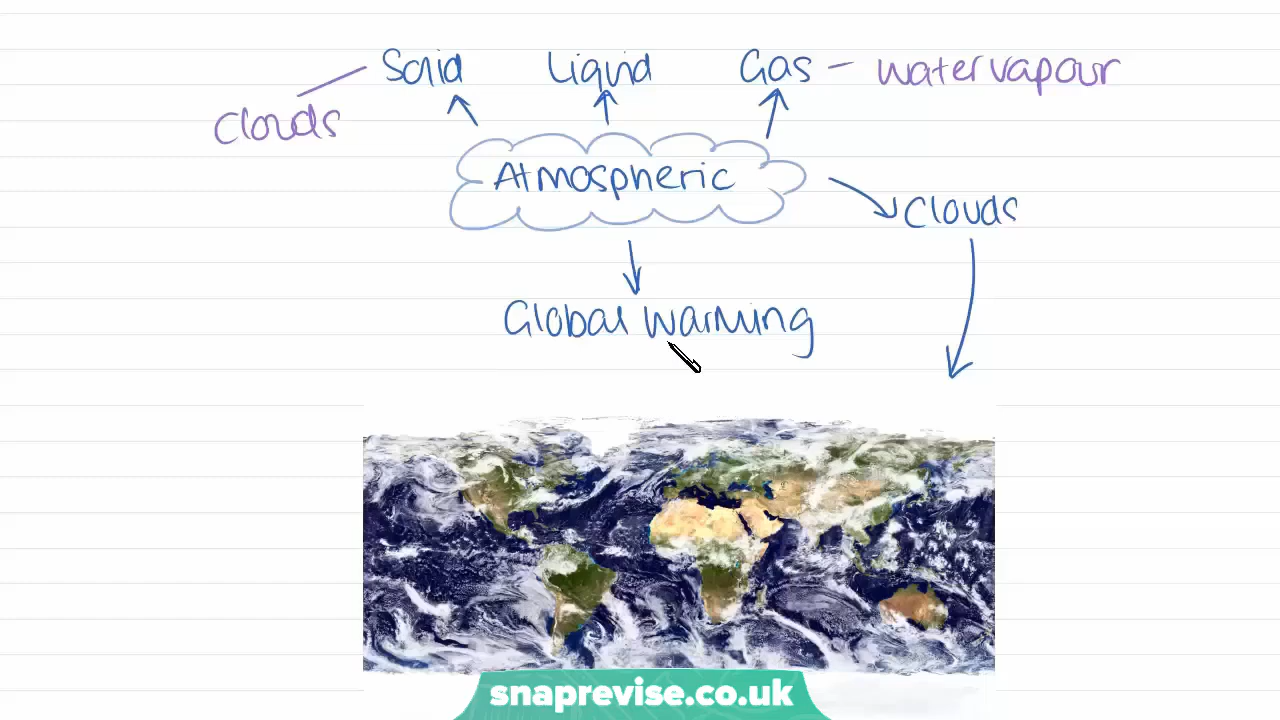 Solid Liquid Gas - water vapour
Clouds
Atmospheric
Clouds
Global warming
snaprevise.co.uk